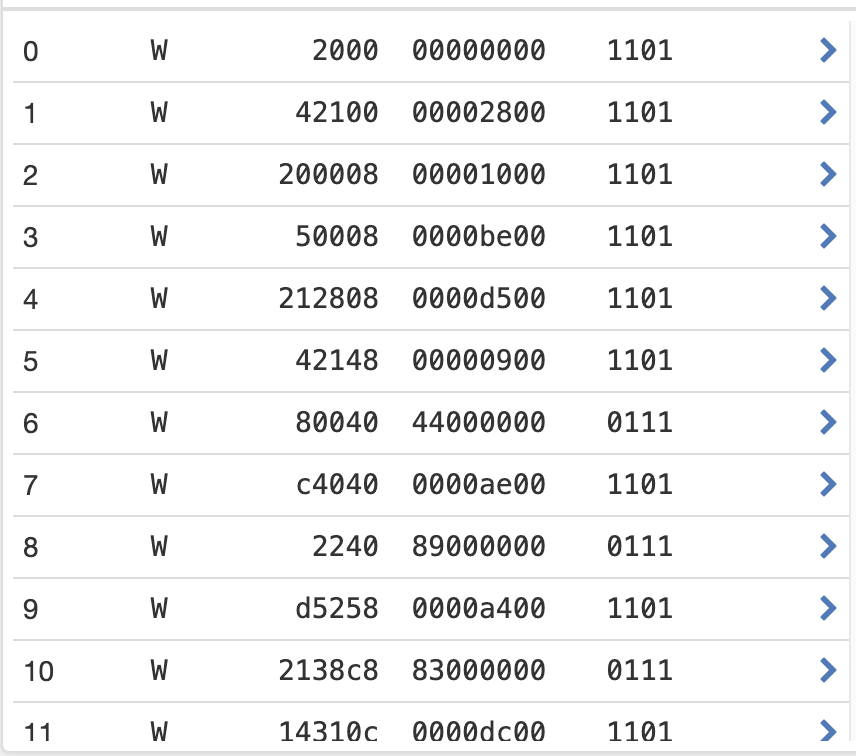 0 W 2000 00000000 1101
1 W 42100 00002800 1101
2 W 200008 00001000 1101
3 W 50008 0000be00 1101
4 W 212808 0000d500 1101
5 W 42148 00000900 1101
6 W 80040 44000000 0111
7 W c4040 0000ae00 1101
8 W 2240 89000000 0111
9 W d5258 0000a400 1101
10 W 2138c8 83000000 0111
11 W 14310c 0000dc00 1101